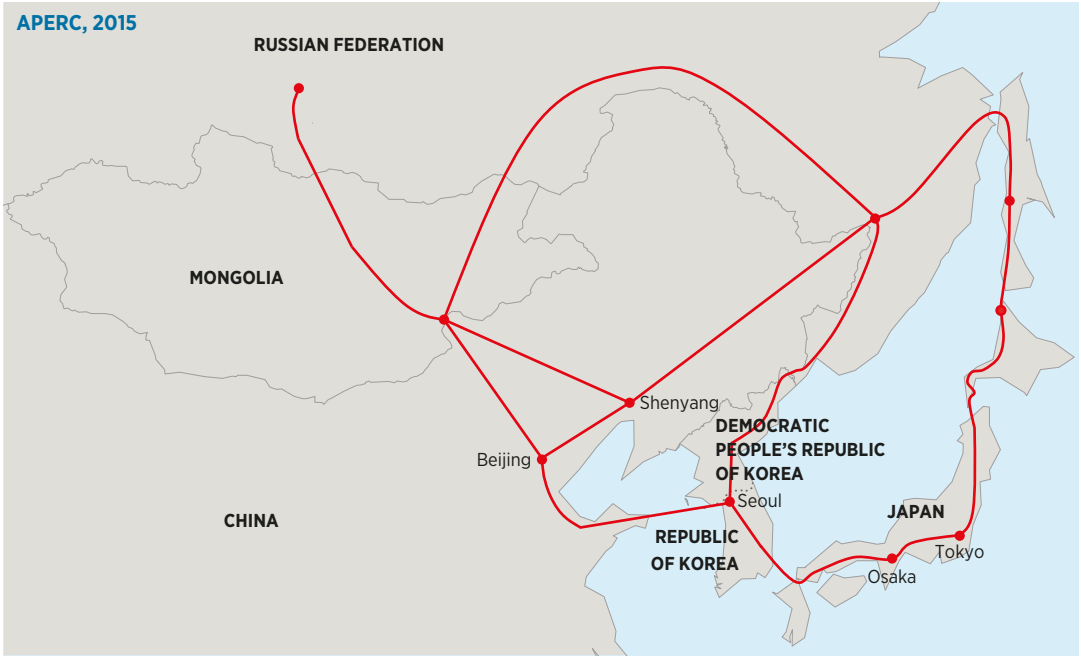 APERC, 2015
RUSSIAN FEDERATION
MONGOLIA
Shenyang
DEMOCRATIC
PEOPLE'S REPUBLIC
OF KOREA
Beijing
Seoul
CHINA
JAPAN
REPUBLIC
OF KOREA
Tokyo
Osaka